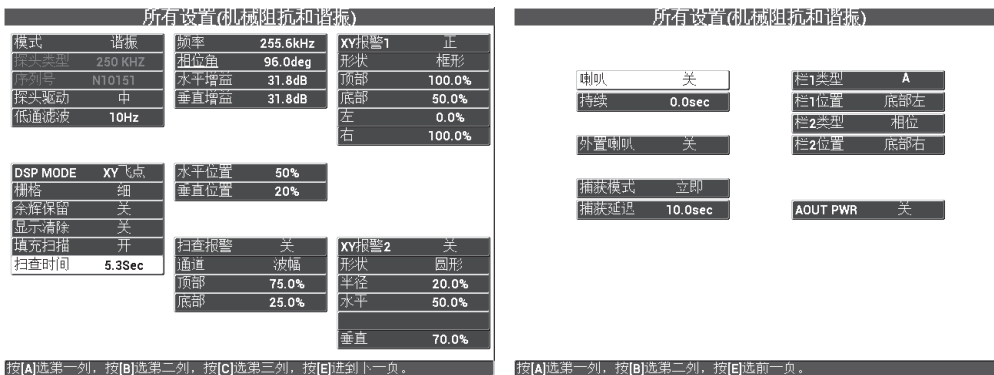 所有设置(机械阻抗和谐振)
模式 谐振
探头类型 250 KHZ
序列号 N10151
探头驱动 中
低通滤波 10Hz
频率 255.6kHz
相位角 96.0deg
水平增益 31.8dB
垂直增益 31.8dB
XY报警1 正
形状 框形
顶部 100.0%
底部 50.0%
左 0.0%
右 100.0%
DSP MODE XY飞点
栅格 细
余辉保留 关
显示清除 关
填充扫描 开
扫查时间 5.3Sec
水平位置 50%
垂直位置 20%
扫查报警 关
通道 波幅
顶部 75.0%
底部 25.0%
XY报警2 关
形状 圆形
半径 20.0%
水平 50.0%
垂直 70.0%
按[A]选第一列，按[B]选第二列，按[C]选第三列，按[E]进到下一页。
所有设置(机械阻抗和谐振)
喇叭 关
持续 0.0sec
外置喇叭 关
捕获模式 立即
捕获延迟 10.0sec
栏1类型 A
栏1位置 底部左
栏2类型 相位
栏2位置 底部右
AOUT PWR 关
按[A]选第一列，按[B]选第二列，按[E]选前一页。